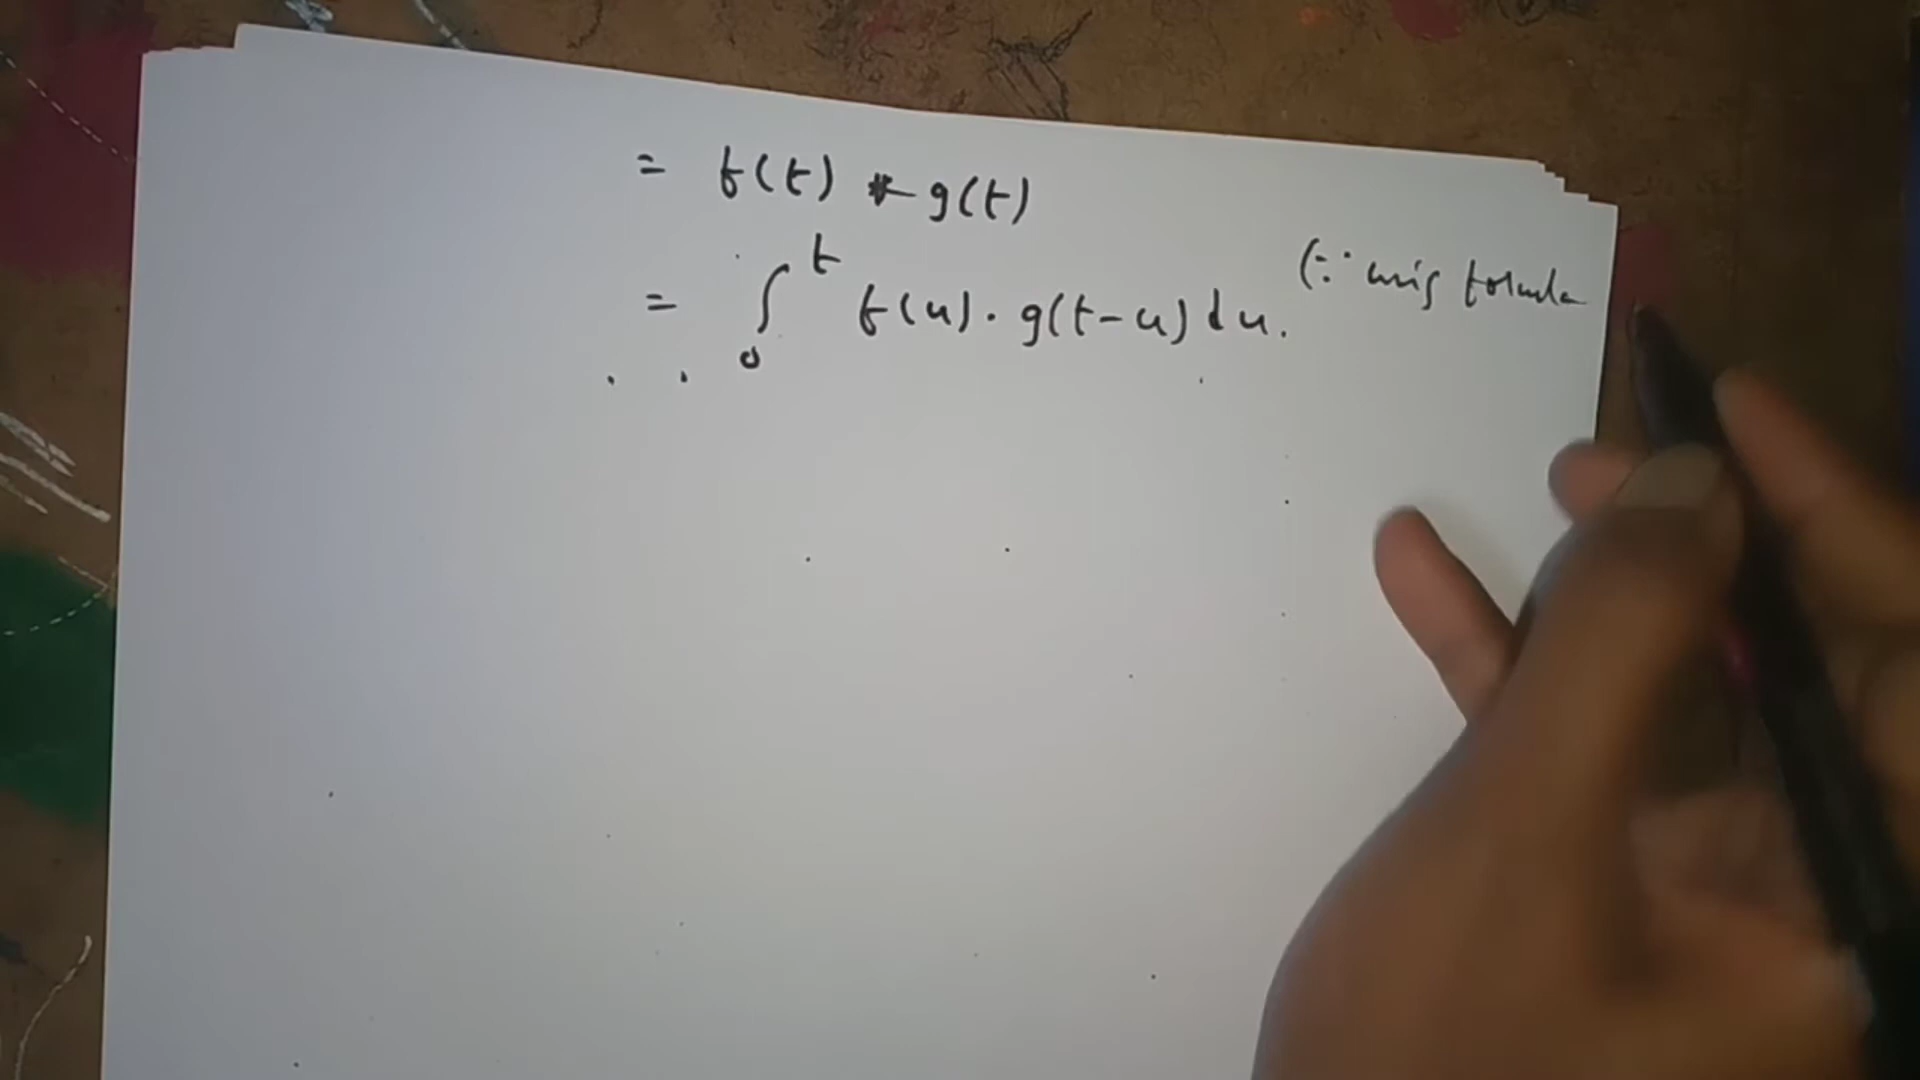 = f(t) * g(t)
= ∫₀ᵗ f(u) · g(t-u) du. (∵ using formula